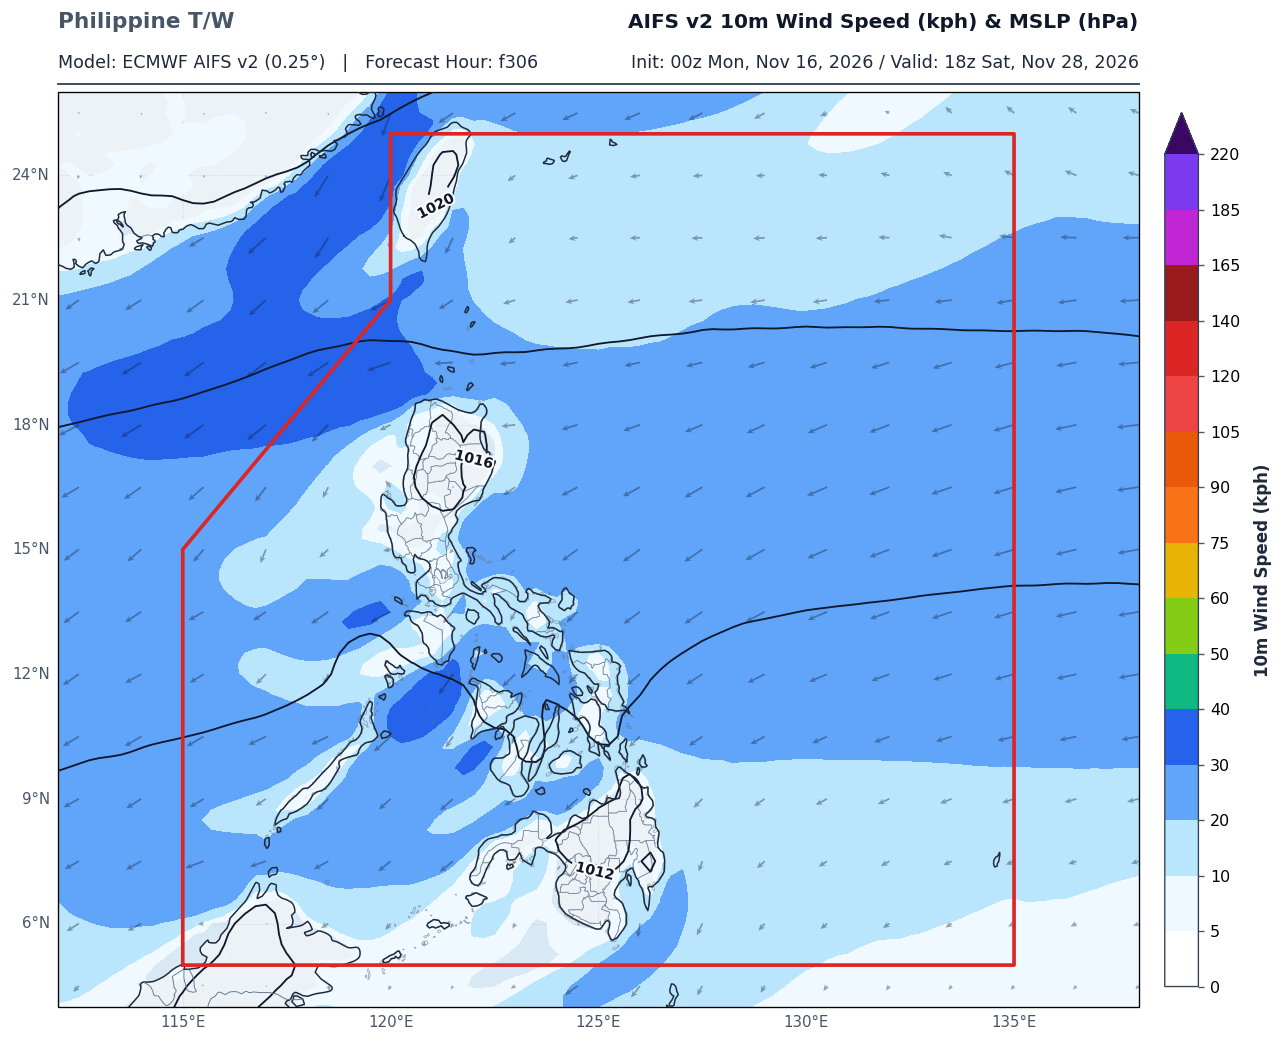 Philippine T/W
AIFS v2 10m Wind Speed (kph) & MSLP (hPa)
Model: ECMWF AIFS v2 (0.25°) | Forecast Hour: f306
Init: 00z Mon, Nov 16, 2026 / Valid: 18z Sat, Nov 28, 2026
24°N
21°N
18°N
15°N
12°N
9°N
6°N
1020
1016
1012
115°E
120°E
125°E
130°E
135°E
220
185
165
140
120
105
90
75
60
50
40
30
20
10
5
0
10m Wind Speed (kph)